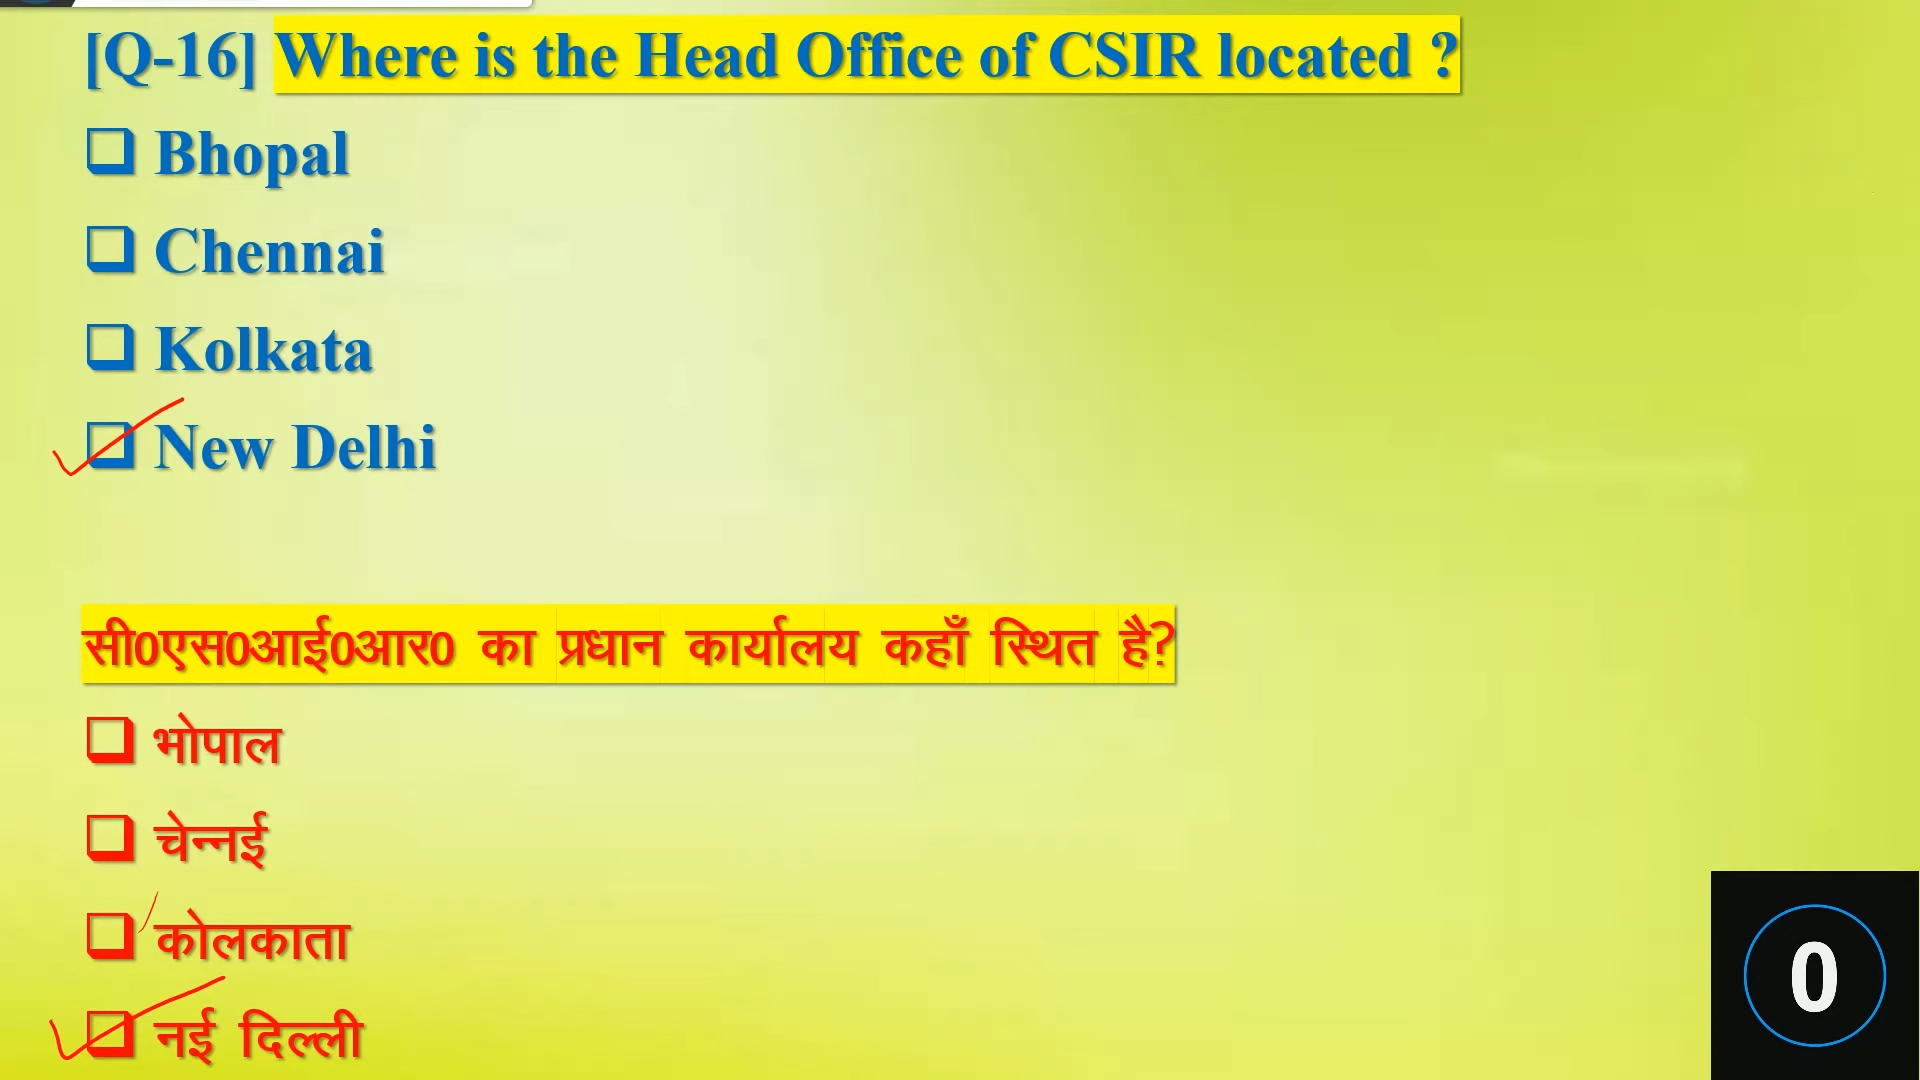 [Q-16] Where is the Head Office of CSIR located ?
Bhopal
Chennai
Kolkata
New Delhi
सी0एस0आई0आर0 का प्रधान कार्यालय कहाँ स्थित है?
भोपाल
चेन्नई
कोलकाता
नई दिल्ली
0